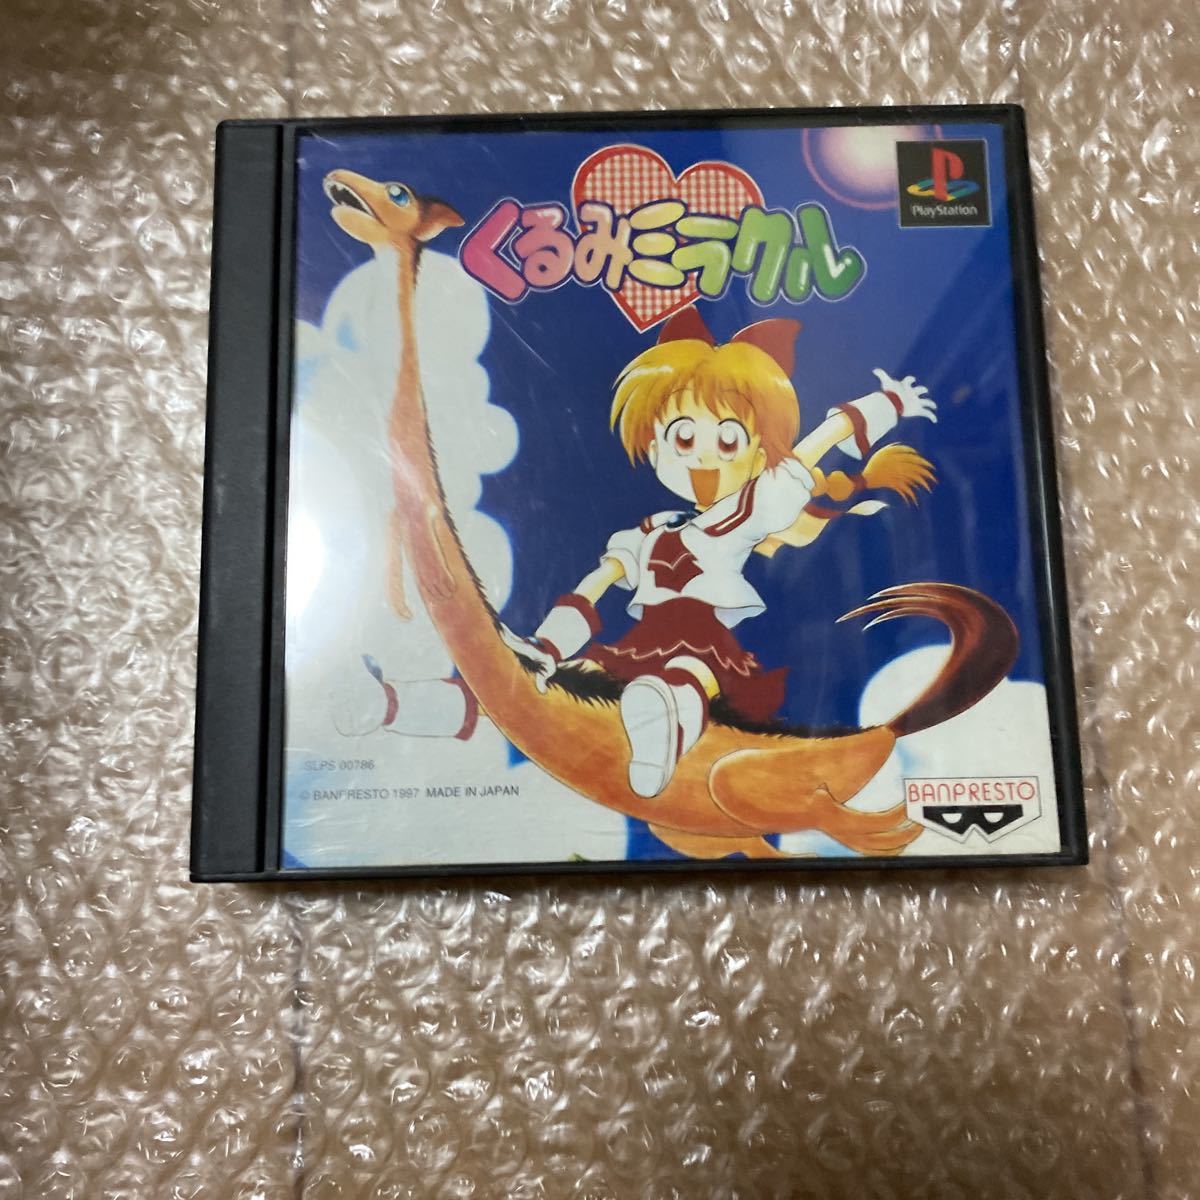 くるみミラクル
PlayStation
SLPS 00786
© BANPRESTO 1997 MADE IN JAPAN
BANPRESTO